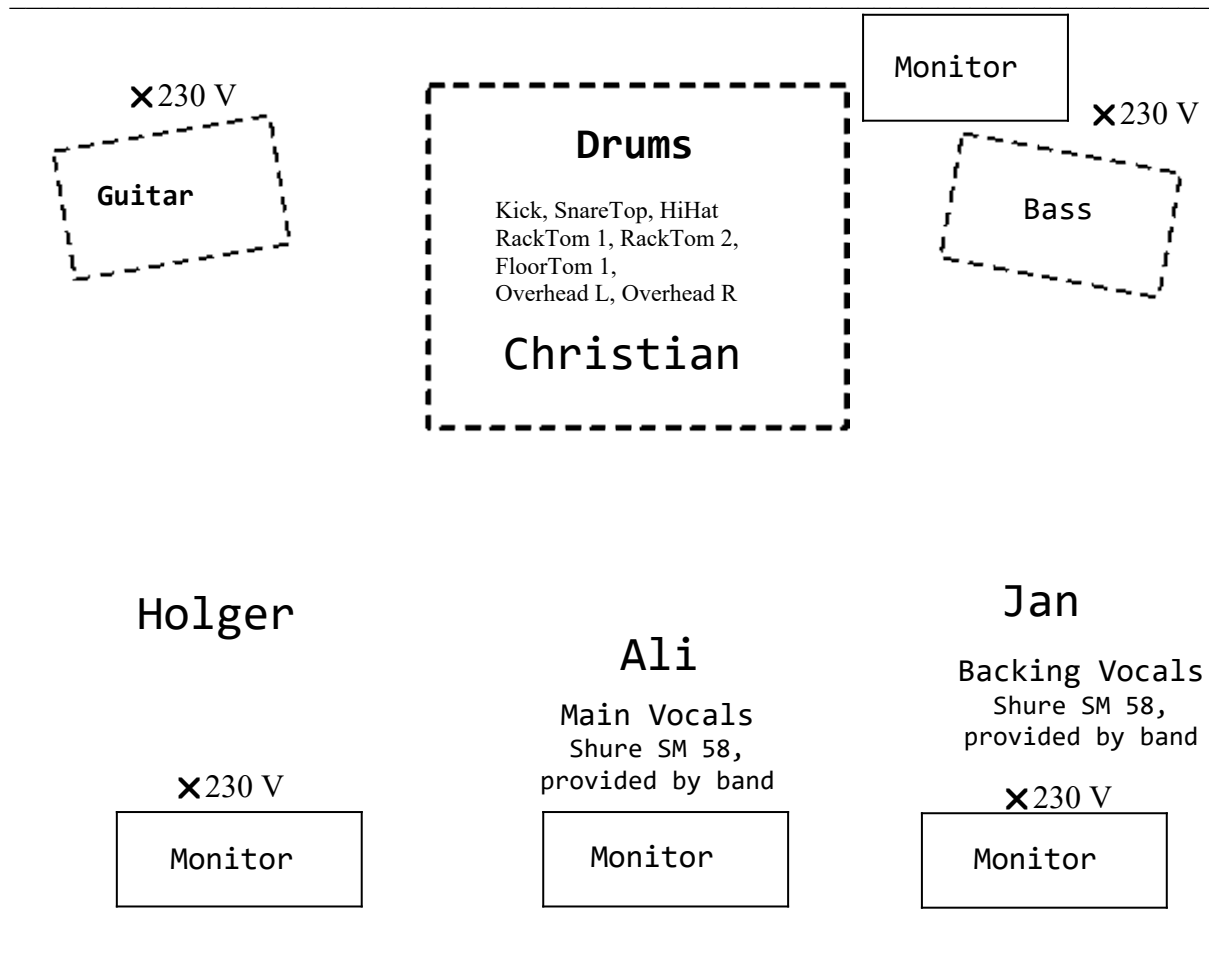 Monitor
✕230 V
✕230 V
Drums
Guitar
Bass
Kick, SnareTop, HiHat
RackTom 1, RackTom 2,
FloorTom 1,
Overhead L, Overhead R
Christian
Holger
Ali
Main Vocals
Shure SM 58,
provided by band
Jan
Backing Vocals
Shure SM 58,
provided by band
✕230 V
✕230 V
Monitor
Monitor
Monitor